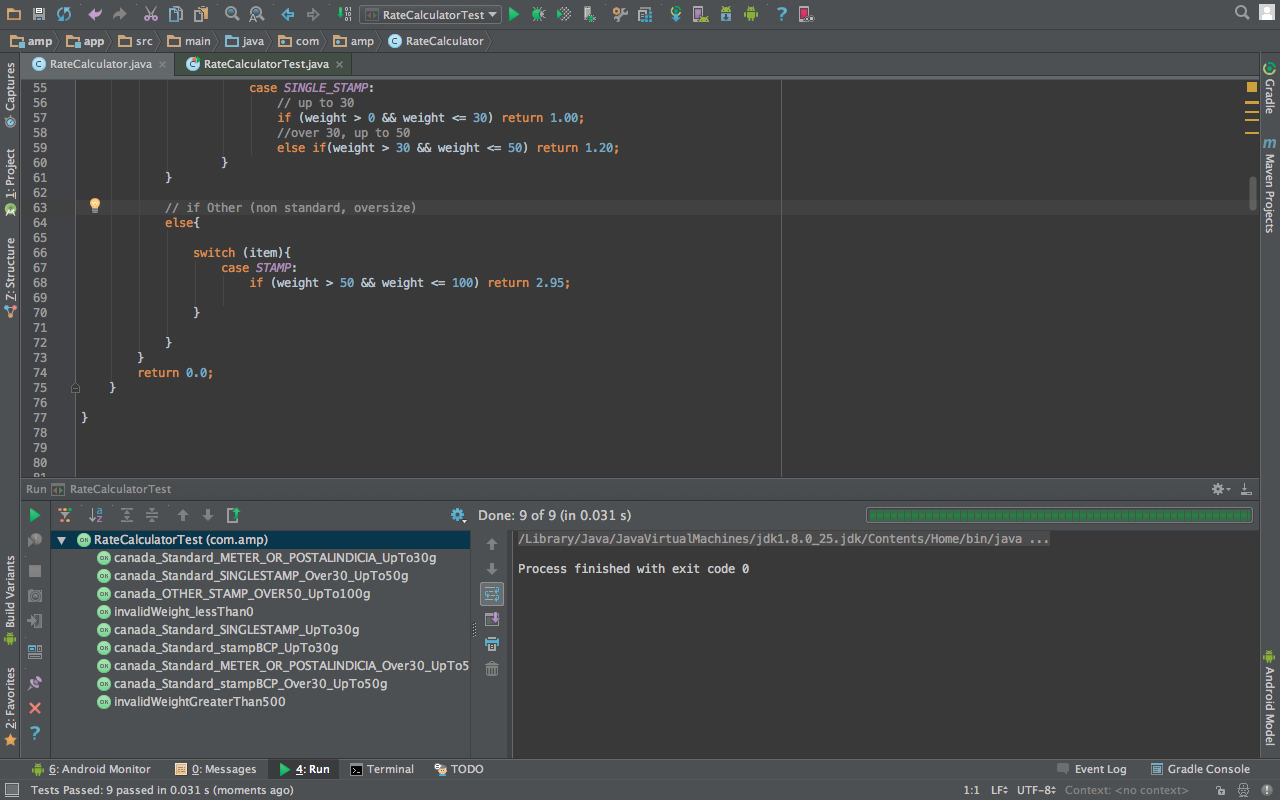 RateCalculatorTest
amp app src main java com amp RateCalculator
RateCalculator.java RateCalculatorTest.java
55 case SINGLE_STAMP:
56 // up to 30
57 if (weight > 0 && weight <= 30) return 1.00;
58 //over 30, up to 50
59 else if(weight > 30 && weight <= 50) return 1.20;
60 }
61 }
62
63 // if Other (non standard, oversize)
64 else{
65
66 switch (item){
67 case STAMP:
68 if (weight > 50 && weight <= 100) return 2.95;
69
70 }
71
72 }
73 }
74 return 0.0;
75 }
76
77 }
78
79
80
81
Captures
1: Project
7: Structure
Build Variants
2: Favorites
Gradle
Maven Projects
Android Model
Run RateCalculatorTest
Done: 9 of 9 (in 0.031 s)
RateCalculatorTest (com.amp)
canada_Standard_METER_OR_POSTALINDICIA_UpTo30g
canada_Standard_SINGLESTAMP_Over30_UpTo50g
canada_OTHER_STAMP_OVER50_UpTo100g
invalidWeight_lessThan0
canada_Standard_SINGLESTAMP_UpTo30g
canada_Standard_stampBCP_UpTo30g
canada_Standard_METER_OR_POSTALINDICIA_Over30_UpTo5
canada_Standard_stampBCP_Over30_UpTo50g
invalidWeightGreaterThan500
/Library/Java/JavaVirtualMachines/jdk1.8.0_25.jdk/Contents/Home/bin/java ...
Process finished with exit code 0
6: Android Monitor 0: Messages 4: Run Terminal TODO Event Log Gradle Console
Tests Passed: 9 passed in 0.031 s (moments ago) 1:1 LF UTF-8 Context: <no context>